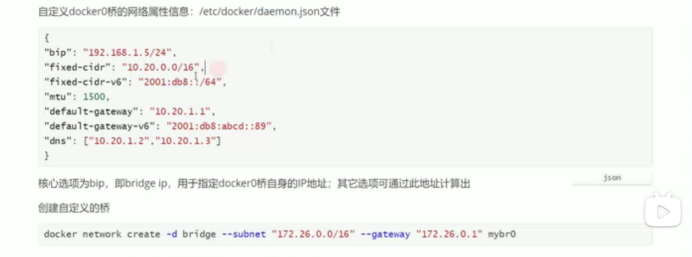 自定义docker0桥的网络属性信息：/etc/docker/daemon.json文件
{
"bip": "192.168.1.5/24",
"fixed-cidr": "10.20.0.0/16",
"fixed-cidr-v6": "2001:db8::/64",
"mtu": 1500,
"default-gateway": "10.20.1.1",
"default-gateway-v6": "2001:db8:abcd::89",
"dns": ["10.20.1.2","10.20.1.3"]
}
json
核心选项为bip，即bridge ip，用于指定docker0桥自身的IP地址；其它选项可通过此地址计算出
创建自定义的桥
docker network create -d bridge --subnet "172.26.0.0/16" --gateway "172.26.0.1" mybr0